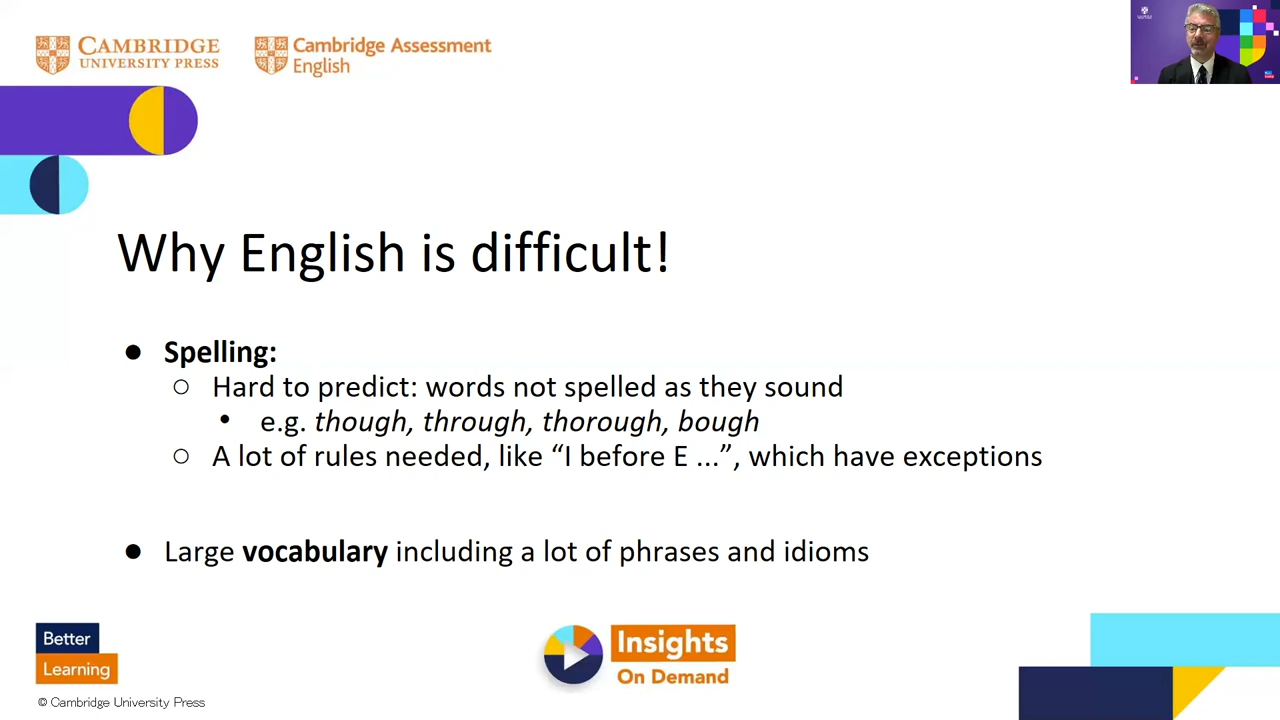 CAMBRIDGE
UNIVERSITY PRESS
Cambridge Assessment
English
Why English is difficult!
● Spelling:
○ Hard to predict: words not spelled as they sound
• e.g. though, through, thorough, bough
○ A lot of rules needed, like “I before E ...”, which have exceptions
● Large vocabulary including a lot of phrases and idioms
Better
Learning
Insights
On Demand
© Cambridge University Press